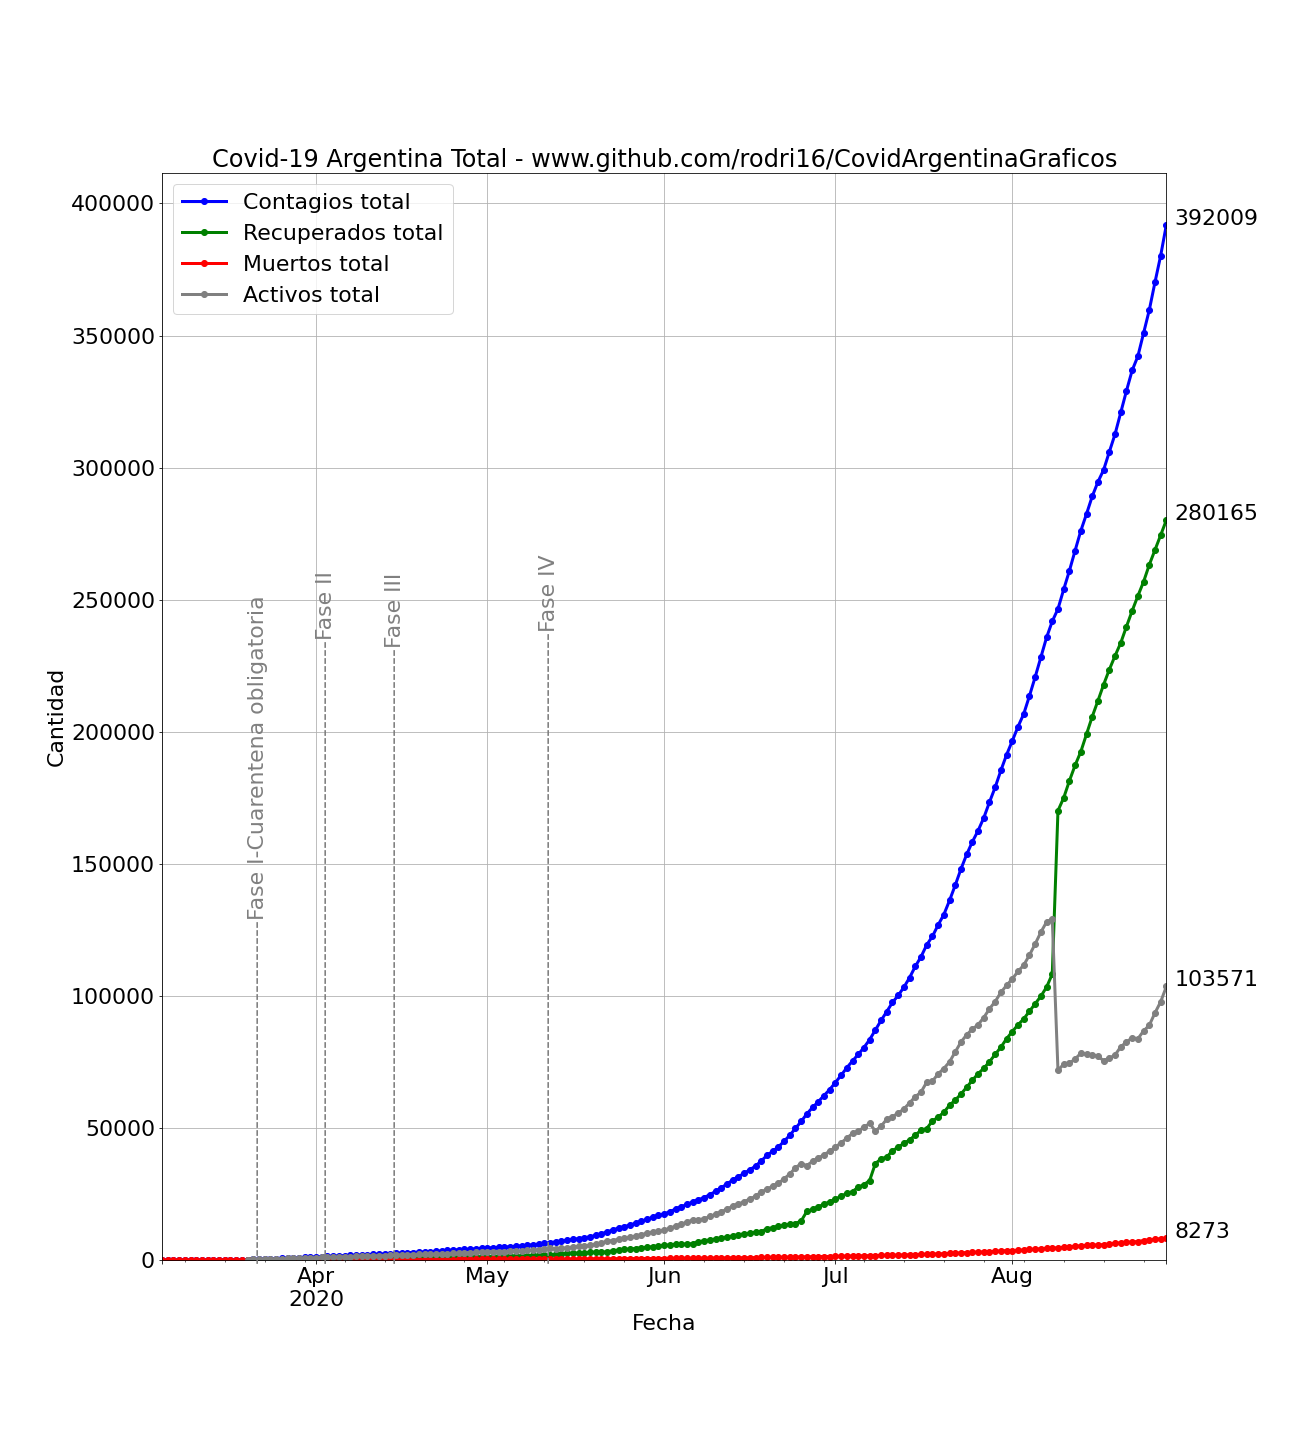 Covid-19 Argentina Total - www.github.com/rodri16/CovidArgentinaGraficos
Contagios total
Recuperados total
Muertos total
Activos total
400000
350000
300000
250000
200000
150000
100000
50000
0
Cantidad
Fase I-Cuarentena obligatoria
Fase II
Fase III
Fase IV
392009
280165
103571
8273
Apr
2020
May
Jun
Jul
Aug
Fecha